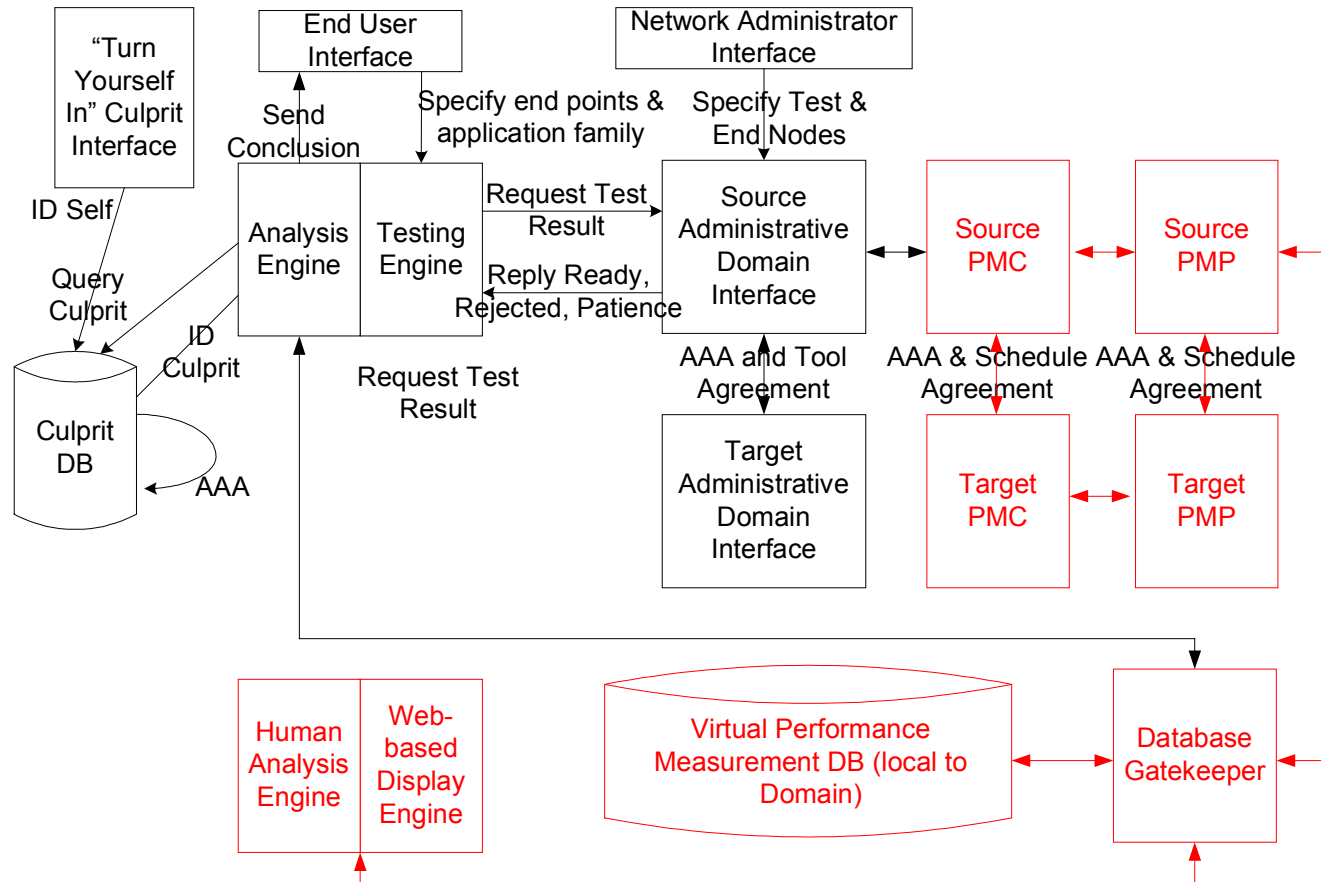 “Turn
Yourself
In” Culprit
Interface
End User
Interface
Network Administrator
Interface
Send
Conclusion
Specify end points &
application family
Specify Test &
End Nodes
ID Self
Analysis
Engine
Testing
Engine
Request Test
Result
Reply Ready,
Rejected, Patience
Source
Administrative
Domain
Interface
Source
PMC
Source
PMP
Query
Culprit
ID
Culprit
Request Test
Result
AAA and Tool
Agreement
AAA & Schedule
Agreement
AAA & Schedule
Agreement
Culprit
DB
AAA
Target
Administrative
Domain
Interface
Target
PMC
Target
PMP
Human
Analysis
Engine
Web-
based
Display
Engine
Virtual Performance
Measurement DB (local to
Domain)
Database
Gatekeeper